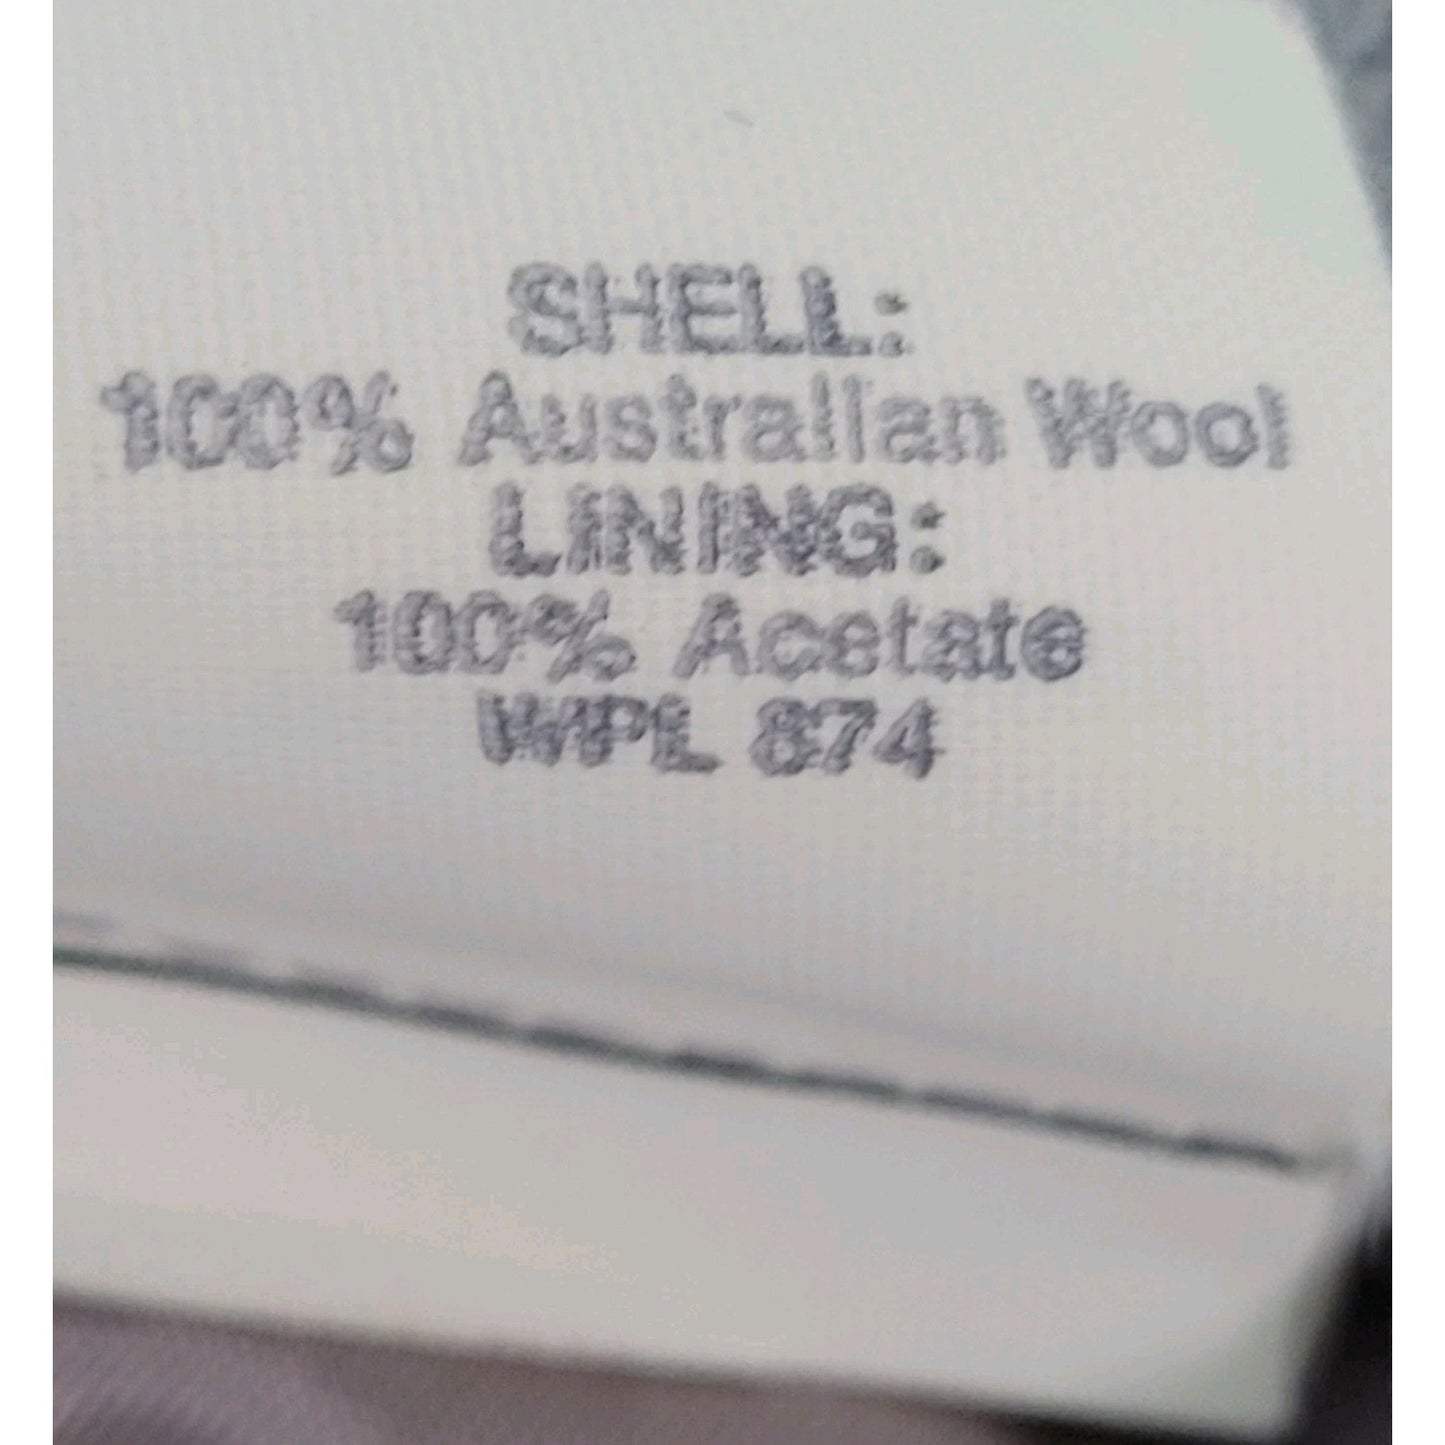 SHELL:
100% Australian Wool
LINING:
100% Acetate
WPL 874